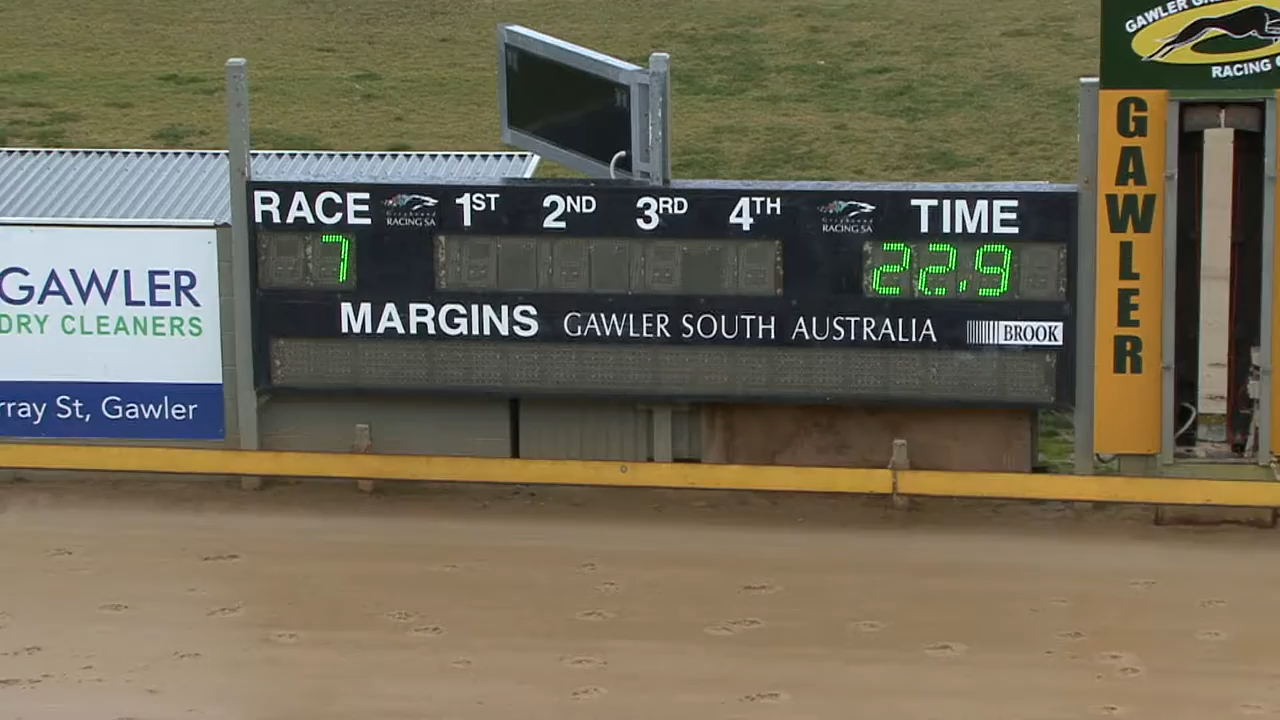 GAWLER
RACING
GAWLER
RACE
Greyhound
RACING SA
1ST
2ND
3RD
4TH
Greyhound
RACING SA
TIME
7
22.9
MARGINS
GAWLER SOUTH AUSTRALIA
BROOK
GAWLER
DRY CLEANERS
rray St, Gawler